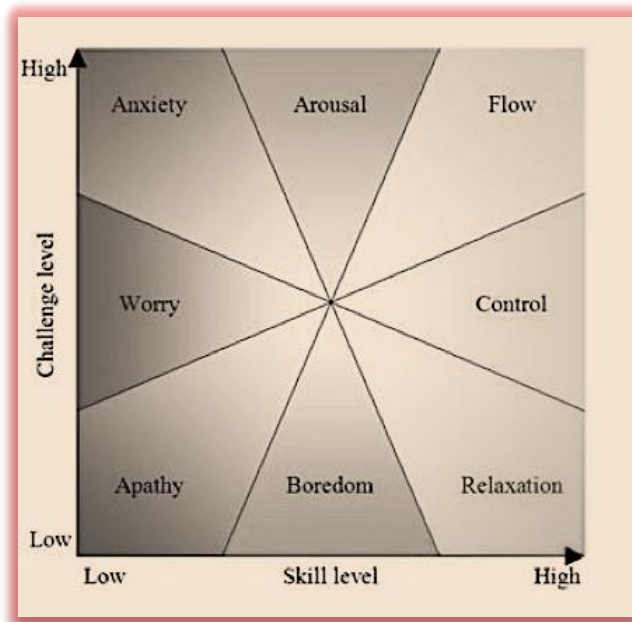 High
Anxiety
Arousal
Flow
Challenge level
Worry
Control
Apathy
Boredom
Relaxation
Low
Low
Skill level
High